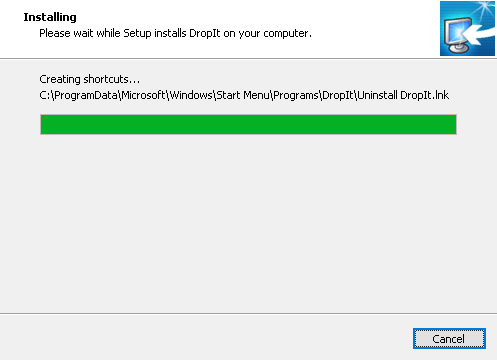 Installing
Please wait while Setup installs DropIt on your computer.
Creating shortcuts...
C:\ProgramData\Microsoft\Windows\Start Menu\Programs\DropIt\Uninstall DropIt.lnk
Cancel